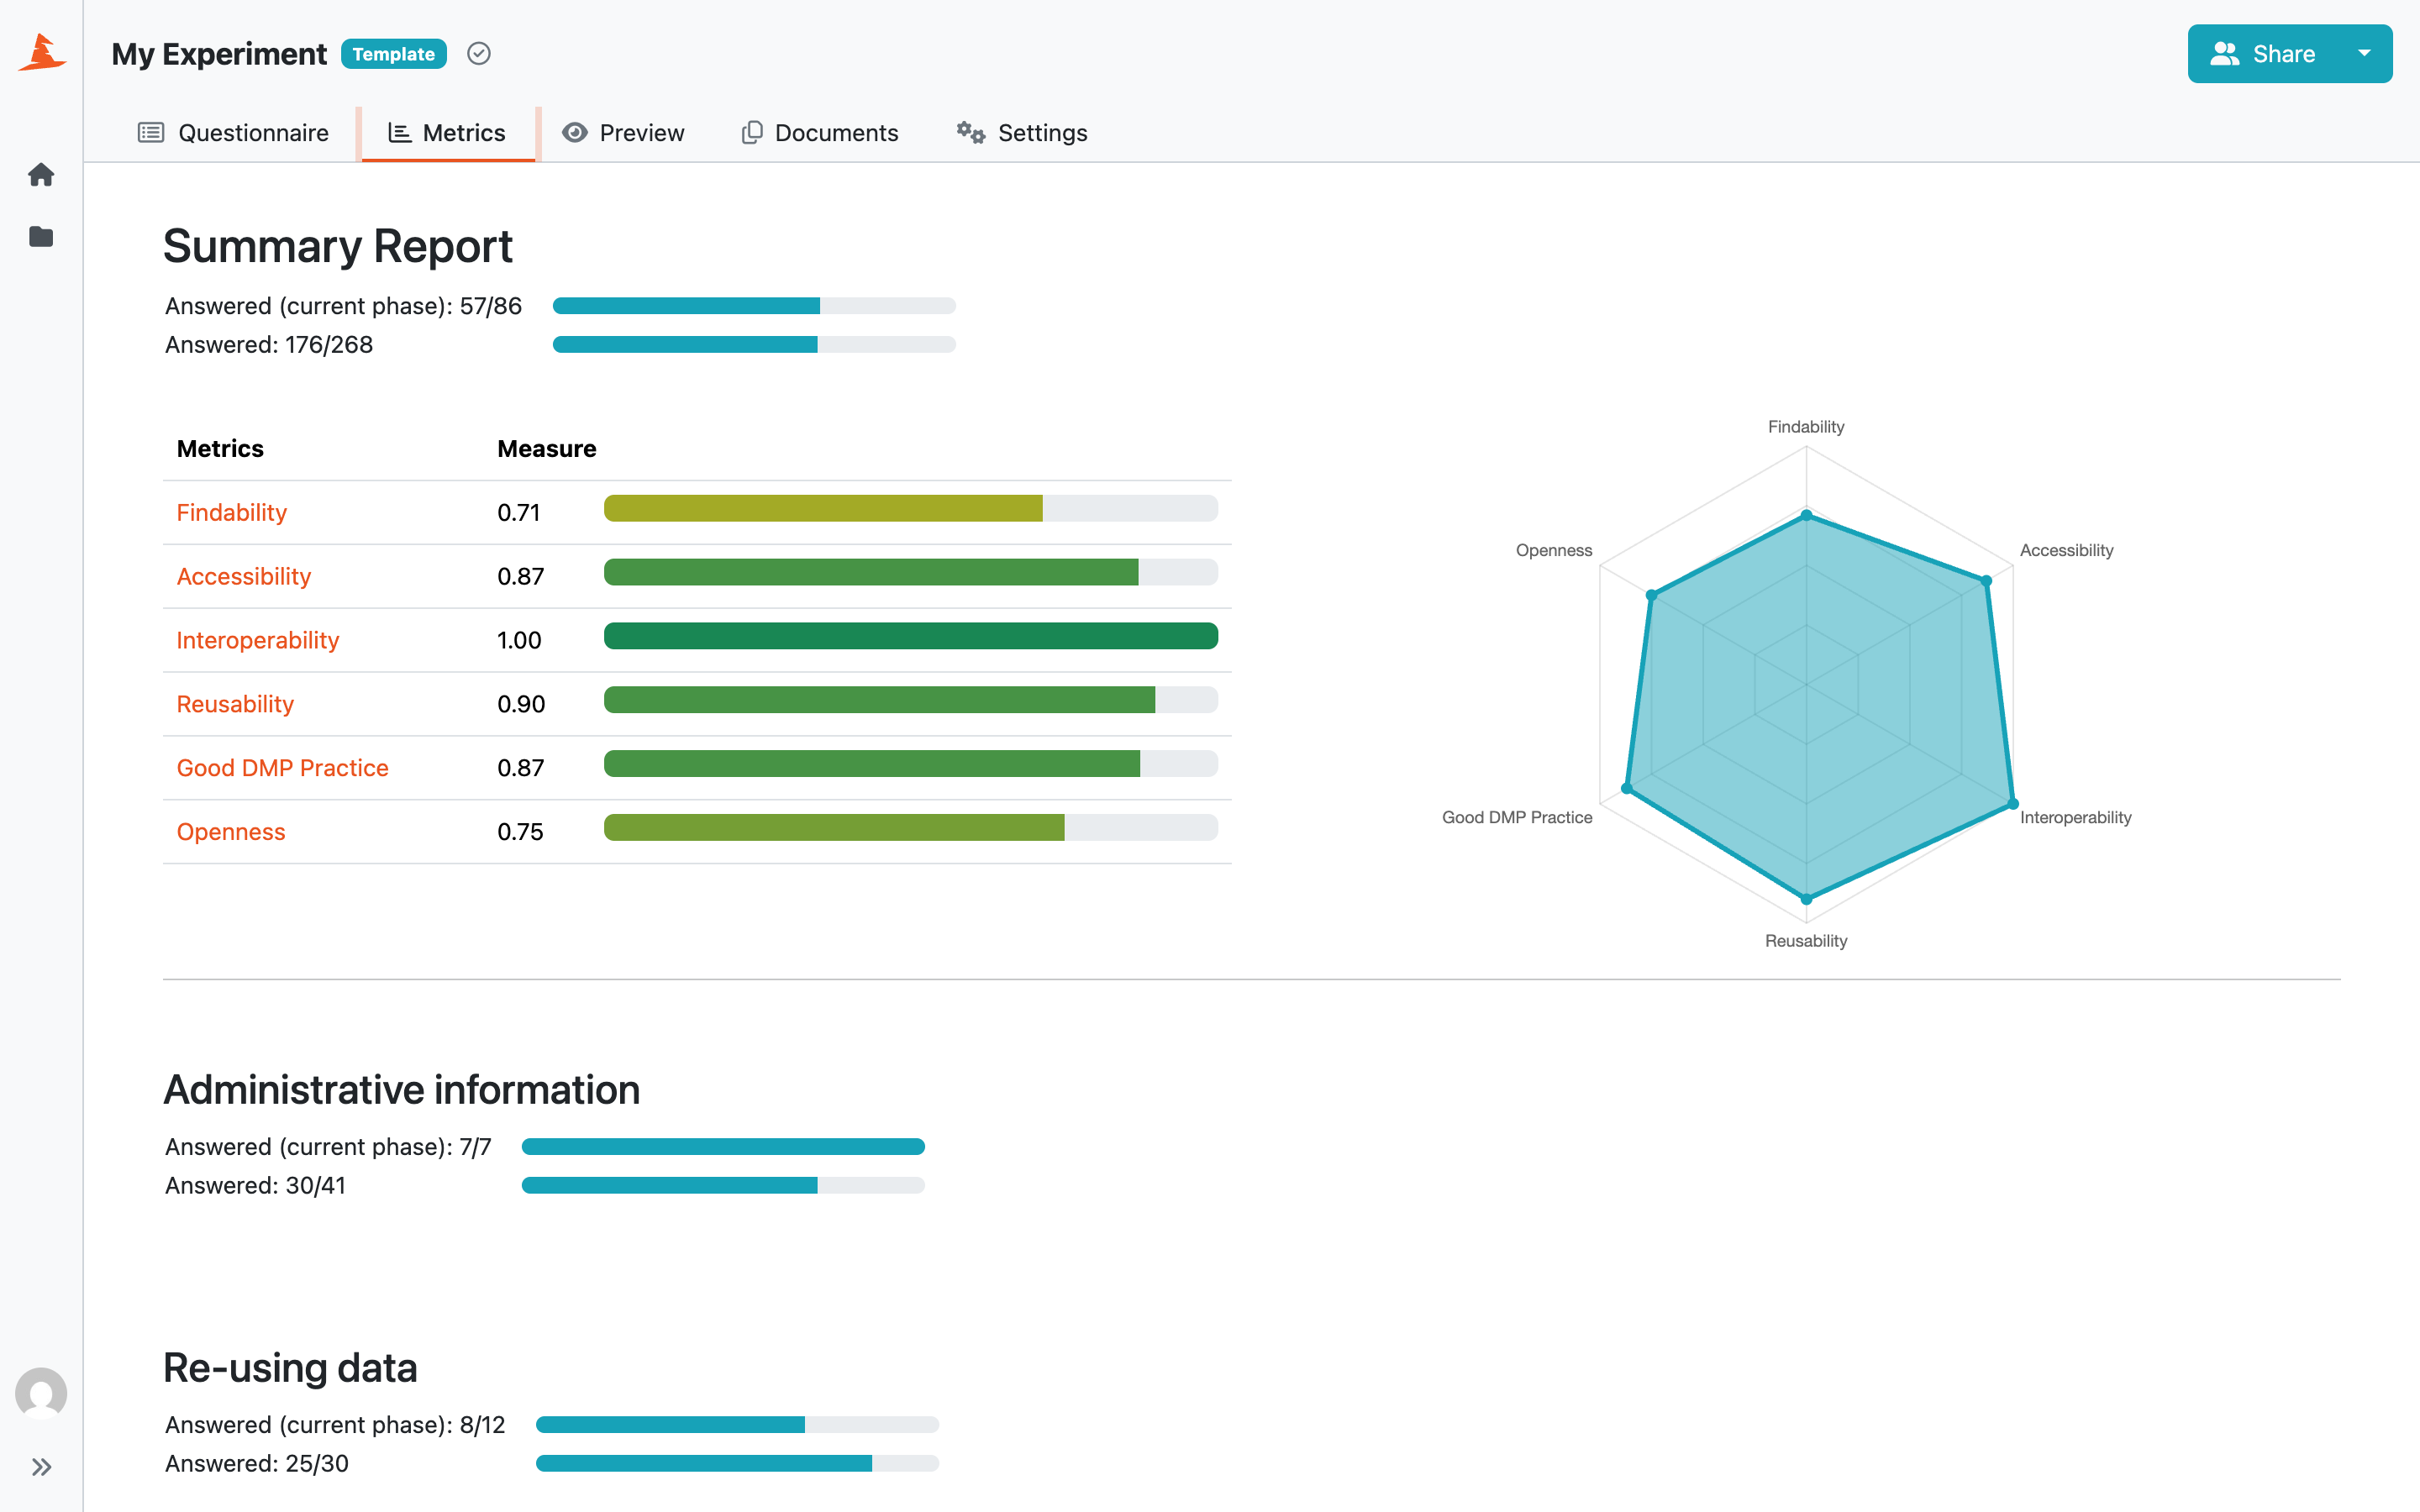 My Experiment Template
Share
Questionnaire Metrics Preview Documents Settings
Summary Report
Answered (current phase): 57/86
Answered: 176/268
Metrics Measure
Findability 0.71
Accessibility 0.87
Interoperability 1.00
Reusability 0.90
Good DMP Practice 0.87
Openness 0.75
Findability
Openness
Accessibility
Good DMP Practice
Interoperability
Reusability
Administrative information
Answered (current phase): 7/7
Answered: 30/41
Re-using data
Answered (current phase): 8/12
Answered: 25/30